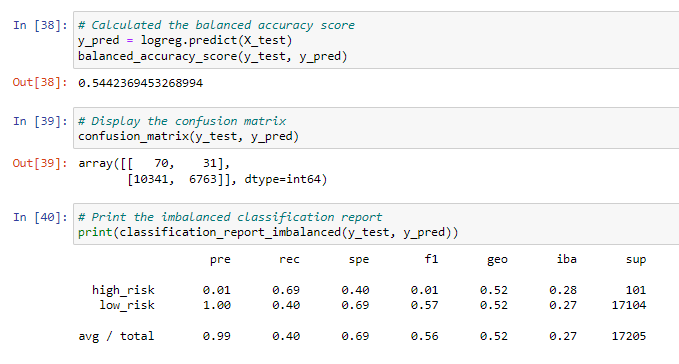 In [38]: # Calculated the balanced accuracy score
y_pred = logreg.predict(X_test)
balanced_accuracy_score(y_test, y_pred)
Out[38]: 0.5442369453268994
In [39]: # Display the confusion matrix
confusion_matrix(y_test, y_pred)
Out[39]: array([[   70,    31],
       [10341,  6763]], dtype=int64)
In [40]: # Print the imbalanced classification report
print(classification_report_imbalanced(y_test, y_pred))
pre rec spe f1 geo iba sup
high_risk 0.01 0.69 0.40 0.01 0.52 0.28 101
low_risk 1.00 0.40 0.69 0.57 0.52 0.27 17104
avg / total 0.99 0.40 0.69 0.56 0.52 0.27 17205